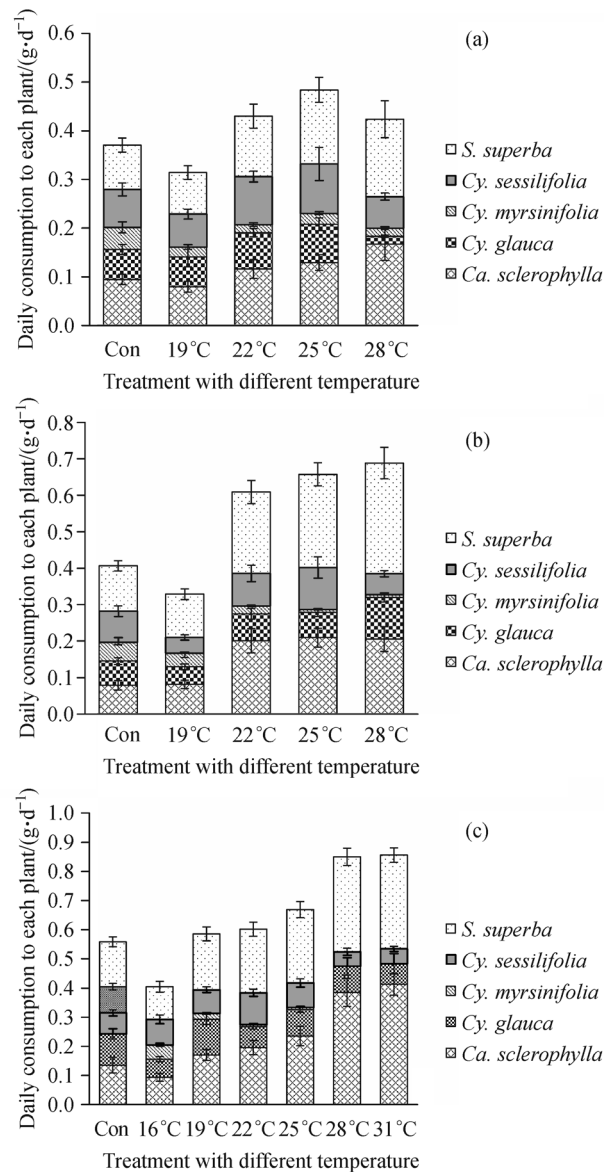 (a)
Daily consumption to each plant/(g·d⁻¹)
0.6
0.5
0.4
0.3
0.2
0.1
0.0
Con 19°C 22°C 25°C 28°C
Treatment with different temperature
S. superba
Cy. sessilifolia
Cy. myrsinifolia
Cy. glauca
Ca. sclerophylla
(b)
Daily consumption to each plant/(g·d⁻¹)
0.8
0.7
0.6
0.5
0.4
0.3
0.2
0.1
0.0
Con 19°C 22°C 25°C 28°C
Treatment with different temperature
S. superba
Cy. sessilifolia
Cy. myrsinifolia
Cy. glauca
Ca. sclerophylla
(c)
Daily consumption to each plant/(g·d⁻¹)
1.0
0.9
0.8
0.7
0.6
0.5
0.4
0.3
0.2
0.1
0.0
Con 16°C 19°C 22°C 25°C 28°C 31°C
Treatment with different temperature
S. superba
Cy. sessilifolia
Cy. myrsinifolia
Cy. glauca
Ca. sclerophylla